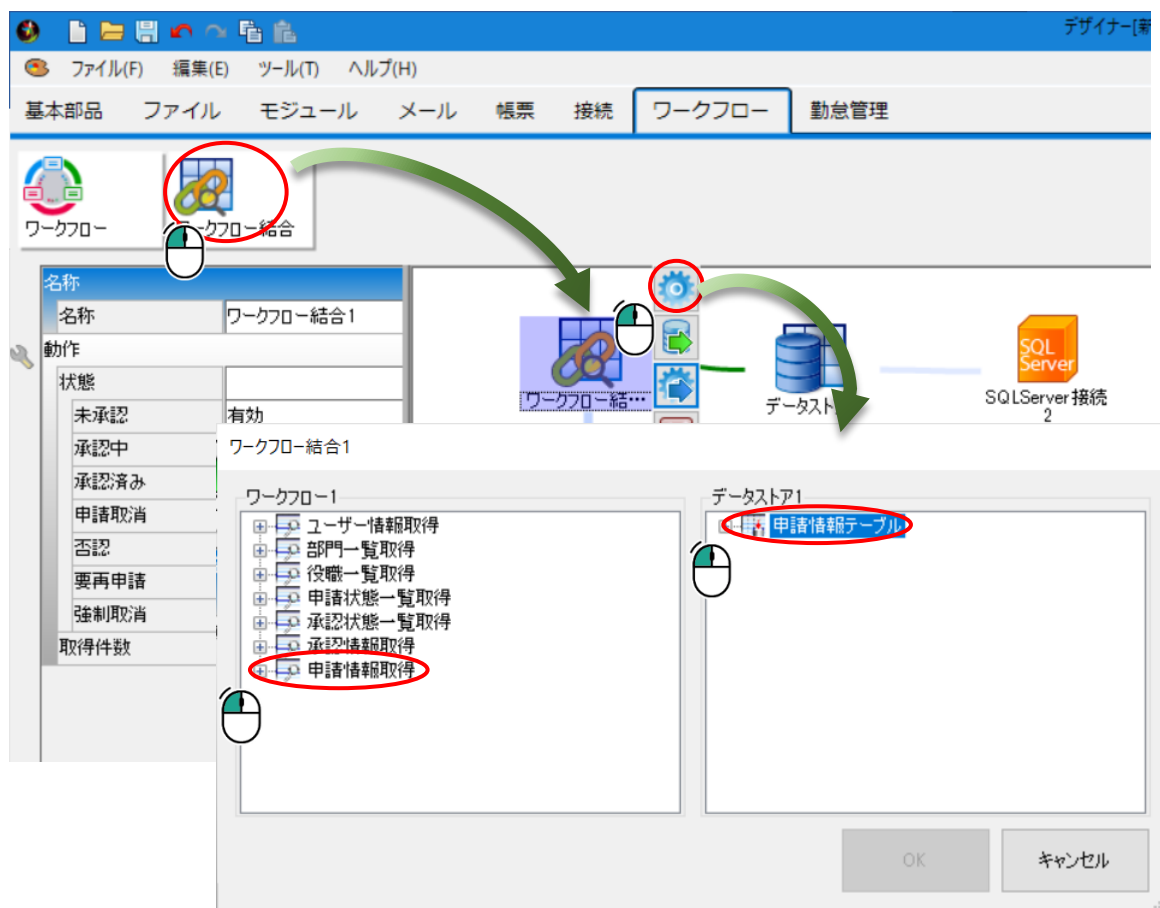 デザイナー[新
ファイル(F) 編集(E) ツール(T) ヘルプ(H)
基本部品 ファイル モジュール メール 帳票 接続 ワークフロー 勤怠管理
ワークフロー
ワークフロー結合
名称
名称 ワークフロー結合1
動作
状態
未承認 有効
承認中
承認済み
申請取消
否認
要再申請
強制取消
取得件数
ワークフロー結…
データスト
SQL
Server
SQLServer接続
2
ワークフロー結合1
ワークフロー1
ユーザー情報取得
部門一覧取得
役職一覧取得
申請状態一覧取得
承認状態一覧取得
承認情報取得
申請情報取得
データストア1
申請情報テーブル
OK
キャンセル